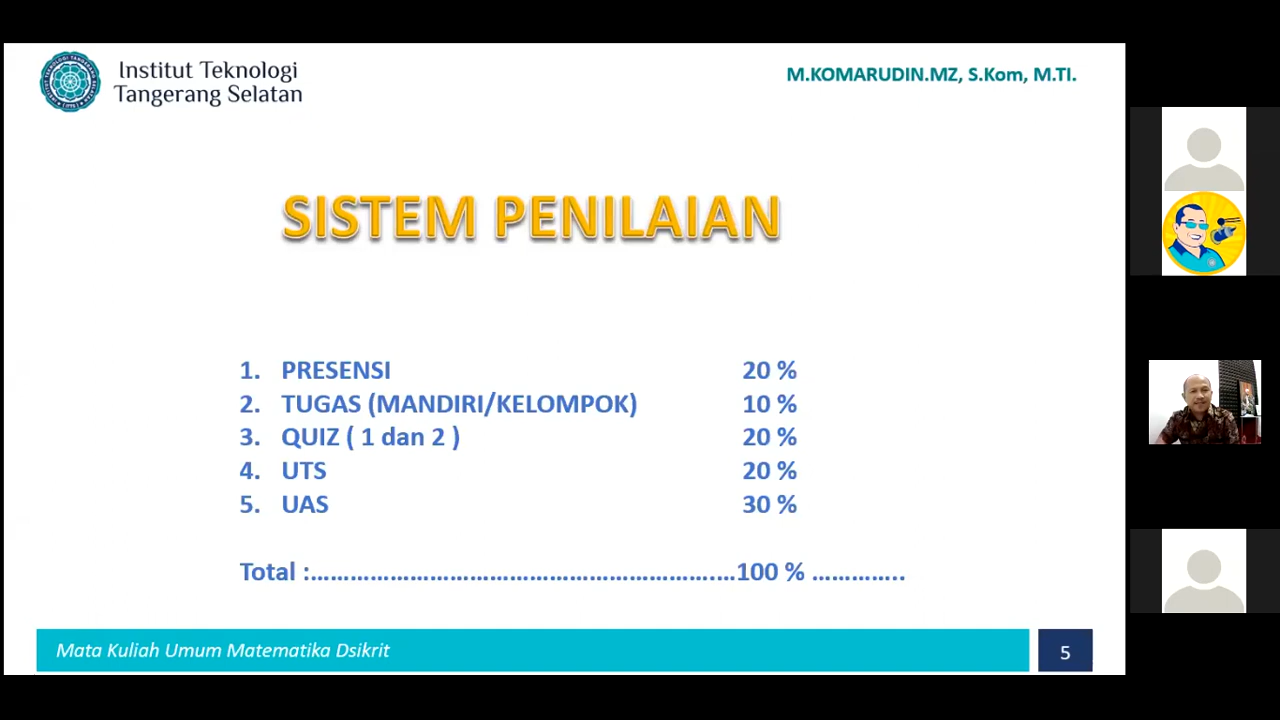 Institut Teknologi
Tangerang Selatan
M.KOMARUDIN.MZ, S.Kom, M.TI.
SISTEM PENILAIAN
1. PRESENSI 20 %
2. TUGAS (MANDIRI/KELOMPOK) 10 %
3. QUIZ ( 1 dan 2 ) 20 %
4. UTS 20 %
5. UAS 30 %
Total :……………………………………………………….…100 % …………..
Mata Kuliah Umum Matematika Dsikrit
5